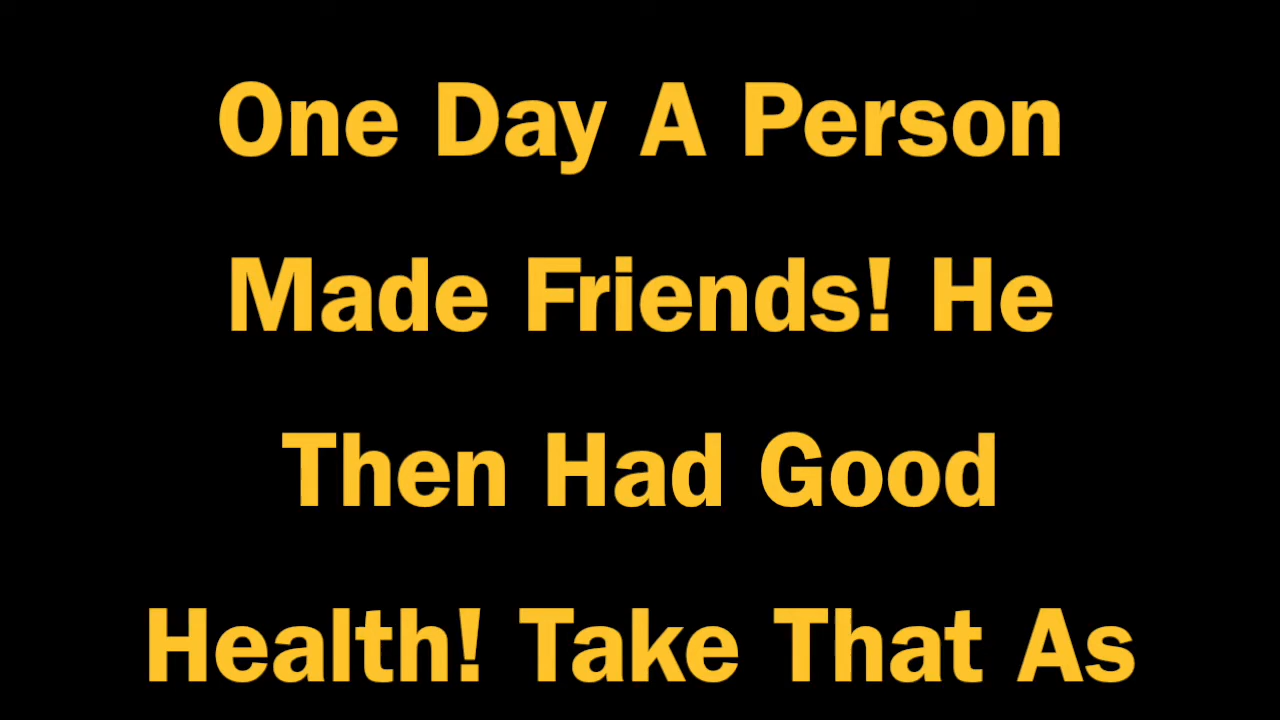 One Day A Person
Made Friends! He
Then Had Good
Health! Take That As